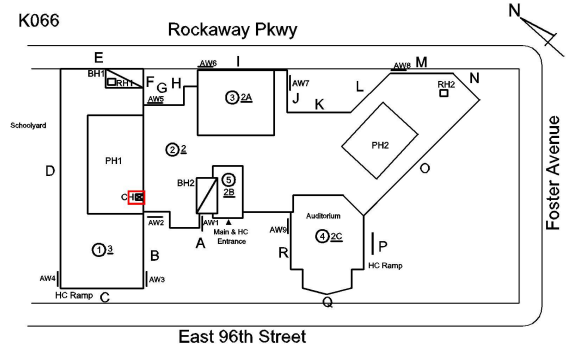 K066
N
Rockaway Pkwy
E
AW6
I
AW8
M
BH1
RH1
F
G
H
AW7
L
N
AW5
3 2A
J
K
RH2
Schoolyard
PH1
2 2
PH2
D
5
O
BH2
2B
CH
Foster Avenue
AW2
AW1
Auditorium
A
Main & HC
Entrance
AW9
4 2C
P
1 3
B
R
HC Ramp
AW4
AW3
HC Ramp
C
Q
East 96th Street